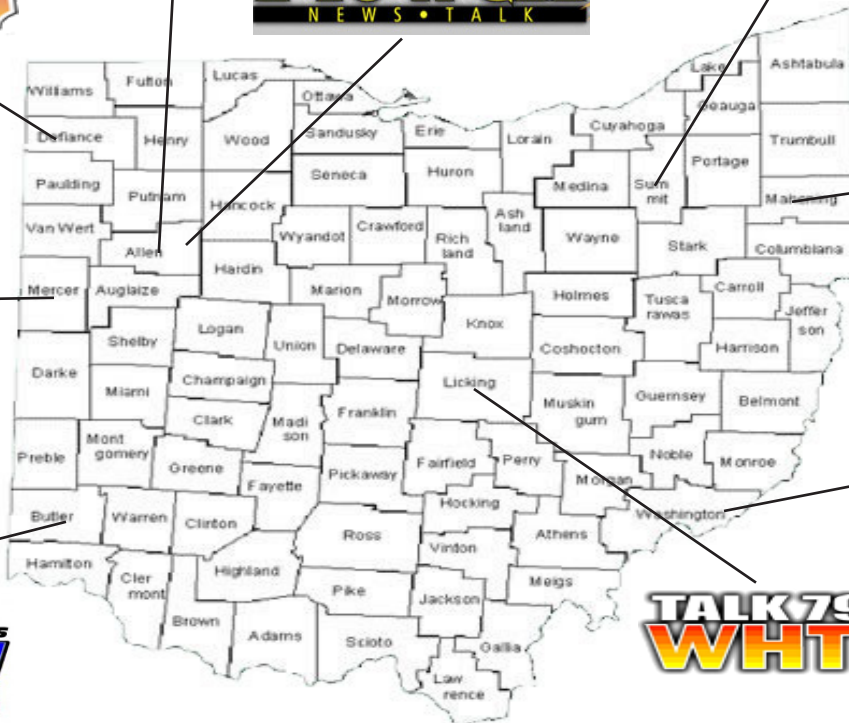 NEWS • TALK
Williams
Fulton
Lucas
Ottawa
Lake
Ashtabula
Geauga
Defiance
Henry
Wood
Sandusky
Erie
Lorain
Cuyahoga
Trumbull
Paulding
Putnam
Hancock
Seneca
Huron
Medina
Sum
mit
Portage
Mahoning
Van Wert
Allen
Wyandot
Crawford
Rich
land
Ash
land
Wayne
Stark
Columbiana
Mercer
Auglaize
Hardin
Marion
Morrow
Holmes
Tusca
rawas
Carroll
Jeffer
son
Shelby
Logan
Union
Delaware
Knox
Coshocton
Harrison
Darke
Miami
Champaign
Licking
Muskin
gum
Guernsey
Belmont
Clark
Madi
son
Franklin
Preble
Mont
gomery
Greene
Fayette
Pickaway
Fairfield
Perry
Morgan
Noble
Monroe
Butler
Warren
Clinton
Ross
Hocking
Athens
Washington
Hamilton
Cler
mont
Highland
Vinton
Meigs
Brown
Adams
Pike
Jackson
Scioto
Gallia
Law
rence
TALK 79
WHT